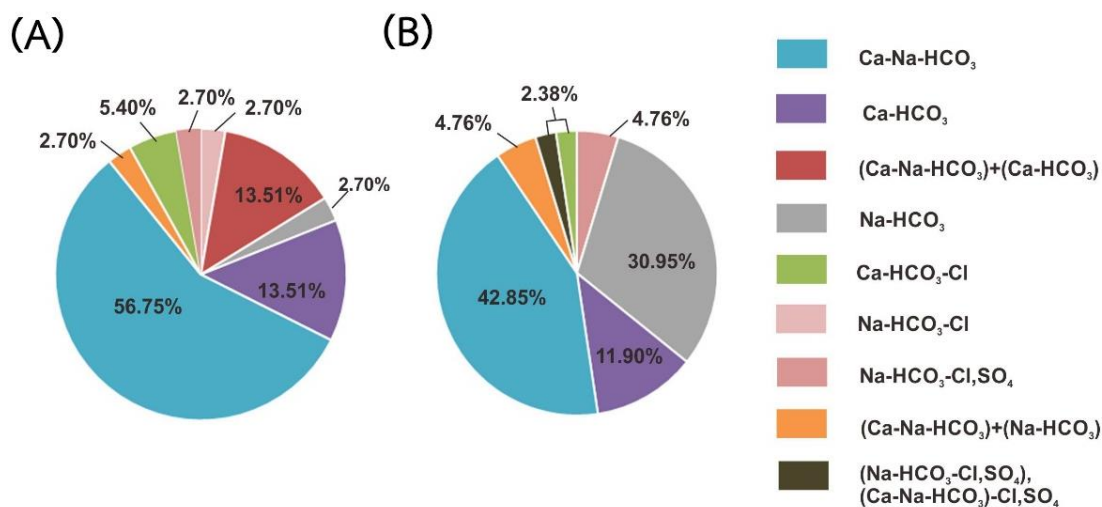 (A)
2.70%
5.40%
2.70%
2.70%
13.51%
2.70%
13.51%
56.75%
(B)
4.76%
2.38%
4.76%
30.95%
11.90%
42.85%
Ca-Na-HCO₃
Ca-HCO₃
(Ca-Na-HCO₃)+(Ca-HCO₃)
Na-HCO₃
Ca-HCO₃-Cl
Na-HCO₃-Cl
Na-HCO₃-Cl,SO₄
(Ca-Na-HCO₃)+(Na-HCO₃)
(Na-HCO₃-Cl,SO₄),
(Ca-Na-HCO₃)-Cl,SO₄